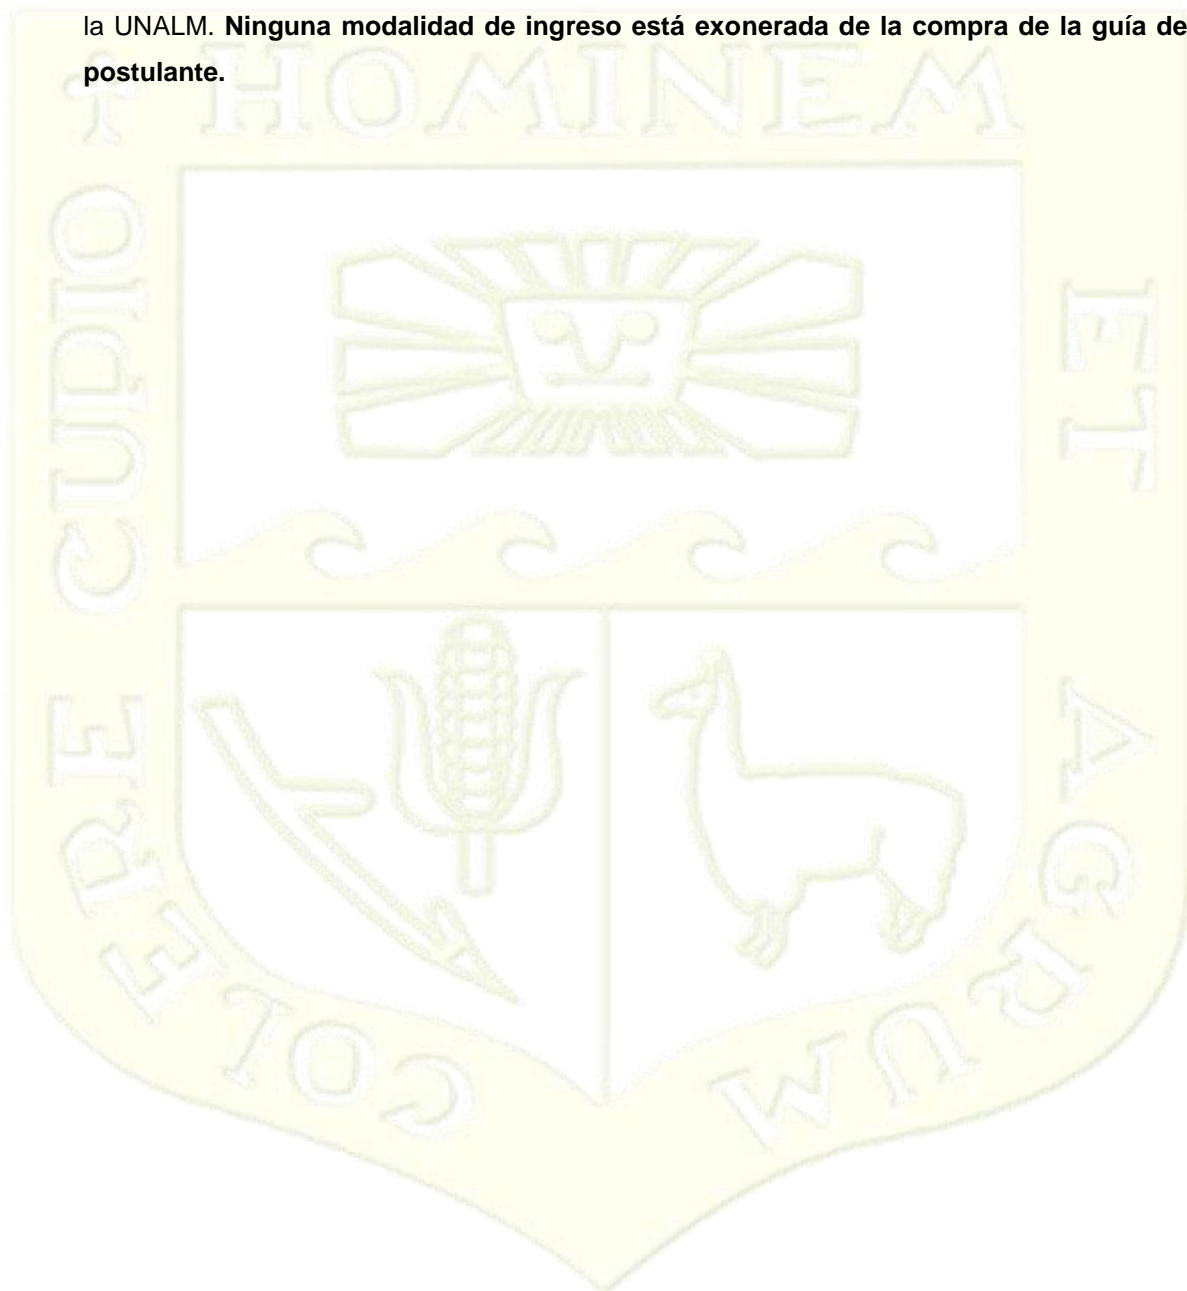 la UNALM. Ninguna modalidad de ingreso está exonerada de la compra de la guía de
postulante.
HOMINEM
ET
AGRUM
COLERE
CUPIO